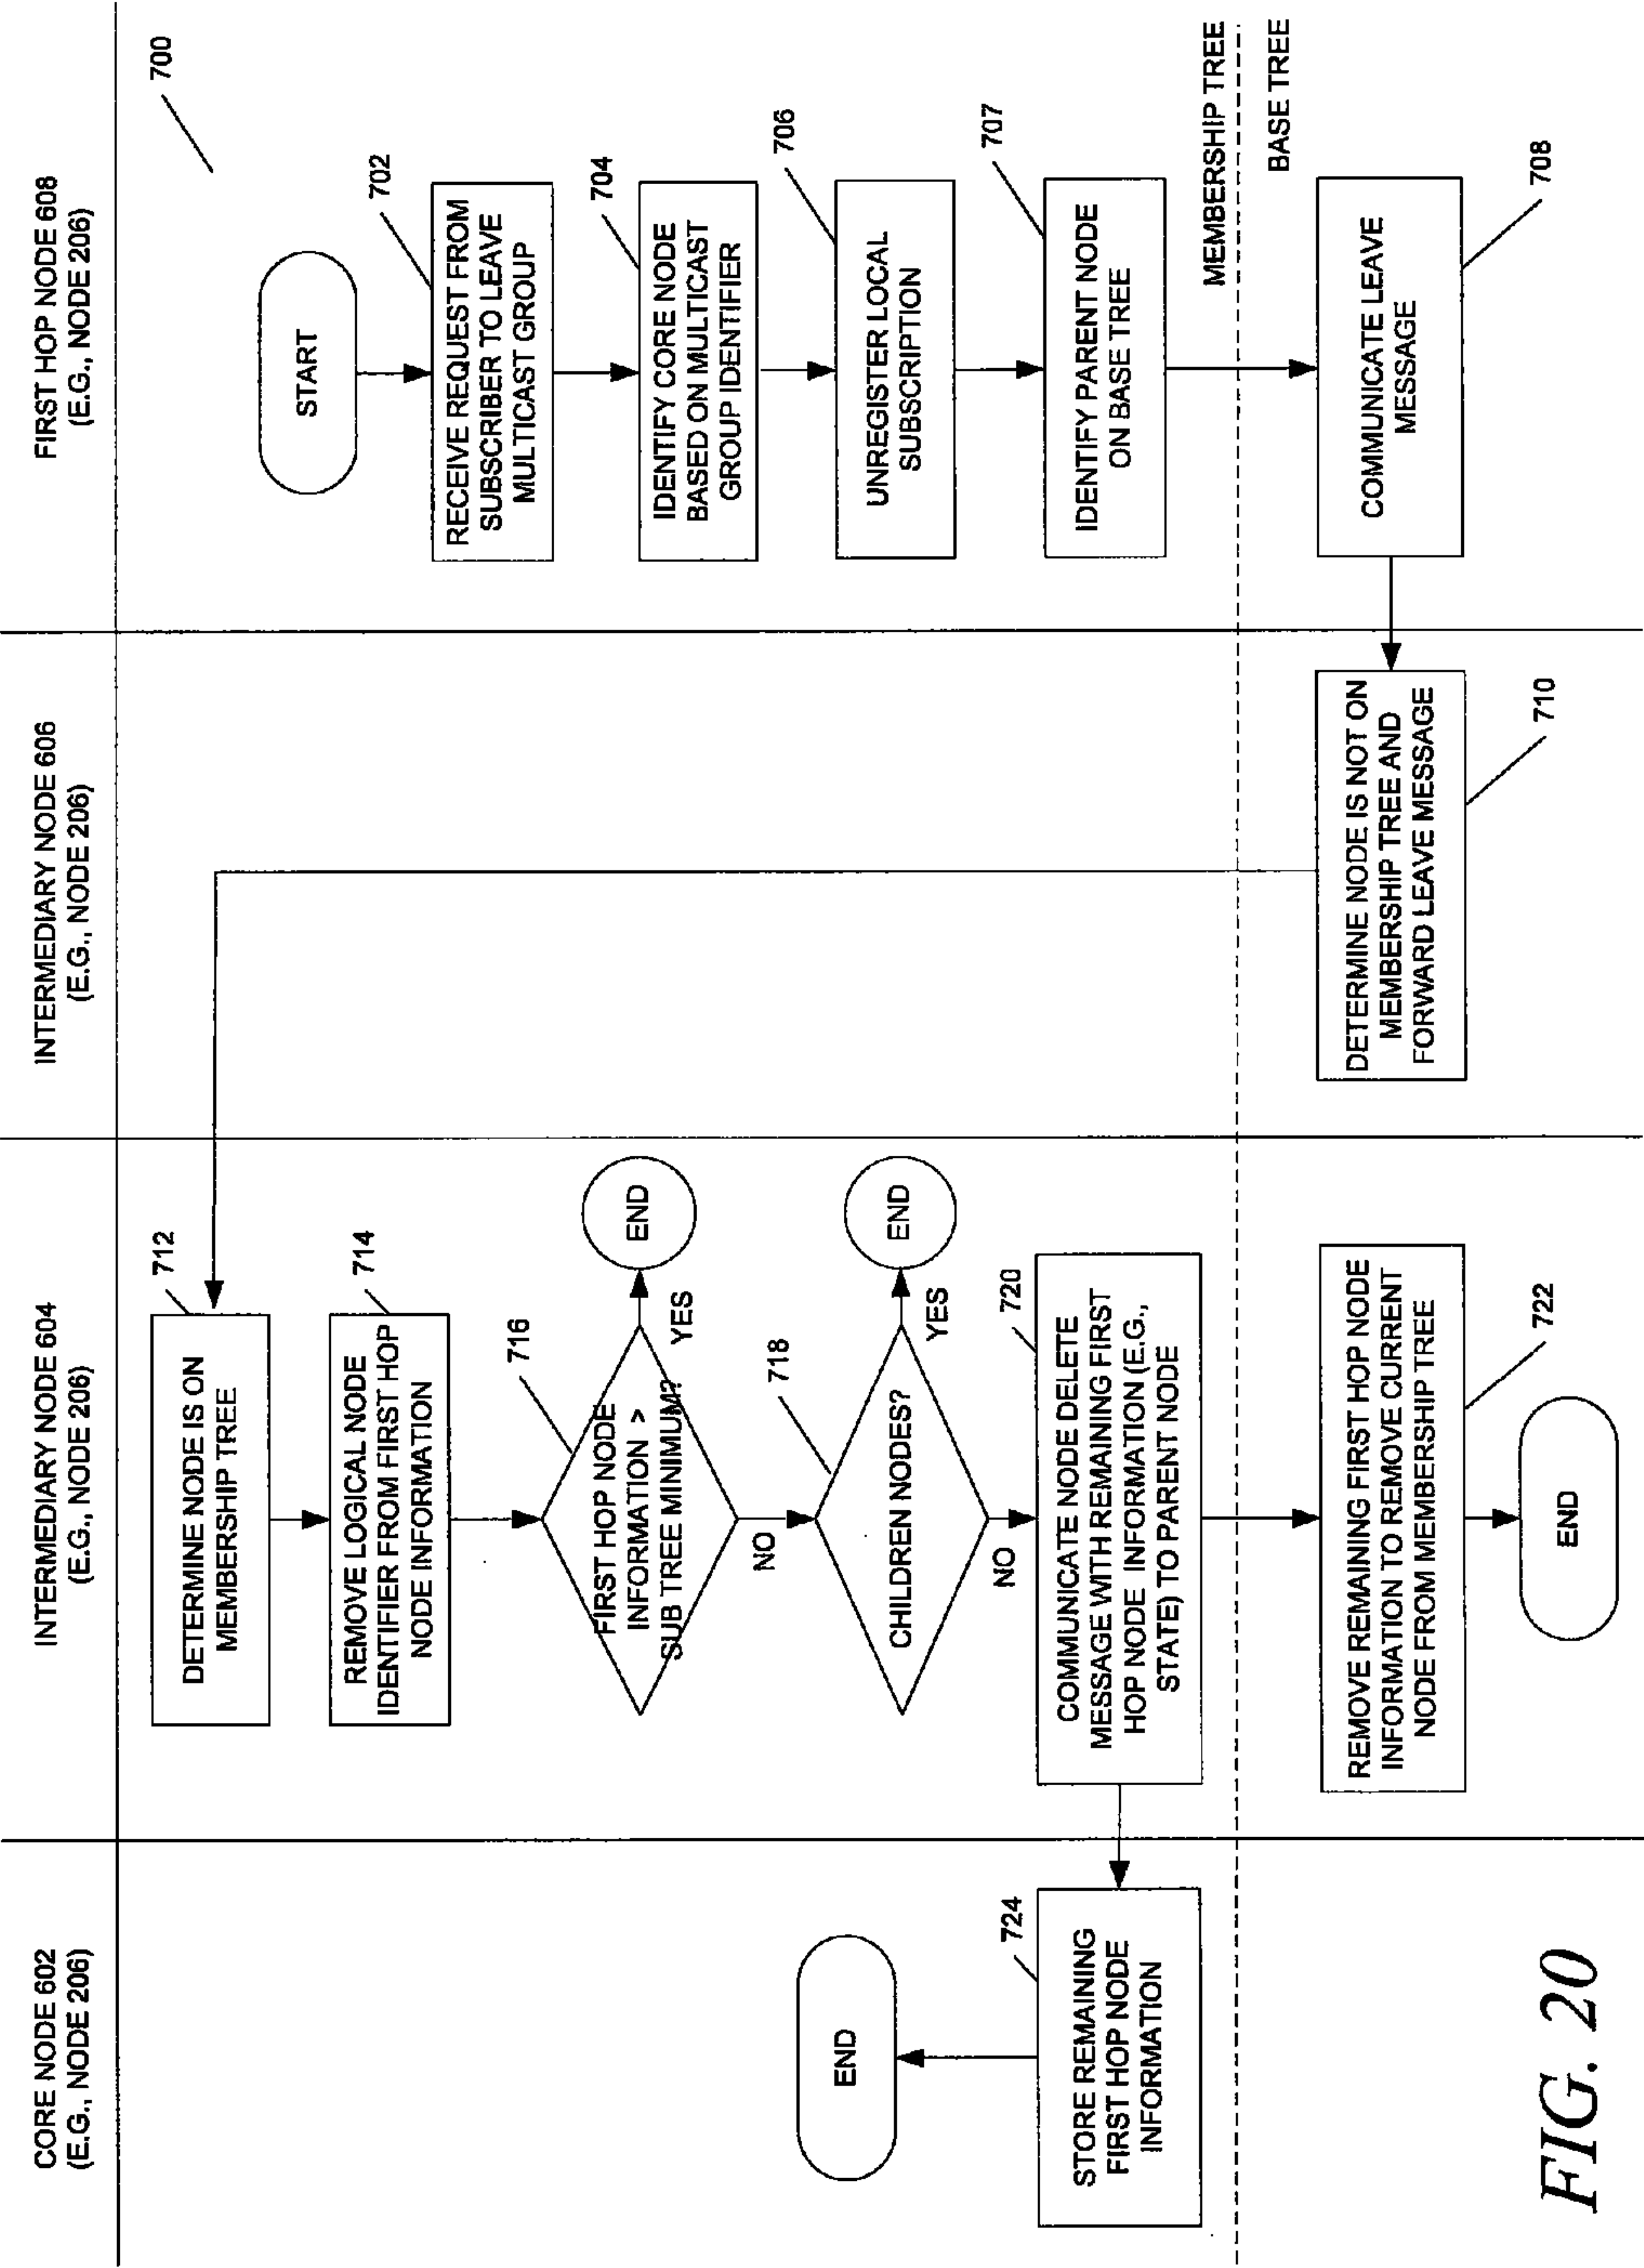 CORE NODE 602
(E.G., NODE 206)
INTERMEDIARY NODE 604
(E.G., NODE 206)
INTERMEDIARY NODE 606
(E.G., NODE 206)
FIRST HOP NODE 608
(E.G., NODE 206)
700
START
702
RECEIVE REQUEST FROM
SUBSCRIBER TO LEAVE
MULTICAST GROUP
704
IDENTIFY CORE NODE
BASED ON MULTICAST
GROUP IDENTIFIER
706
UNREGISTER LOCAL
SUBSCRIPTION
707
IDENTIFY PARENT NODE
ON BASE TREE
MEMBERSHIP TREE
BASE TREE
COMMUNICATE LEAVE
MESSAGE
708
DETERMINE NODE IS NOT ON
MEMBERSHIP TREE AND
FORWARD LEAVE MESSAGE
710
712
DETERMINE NODE IS ON
MEMBERSHIP TREE
714
REMOVE LOGICAL NODE
IDENTIFIER FROM FIRST HOP
NODE INFORMATION
716
FIRST HOP NODE
INFORMATION >
SUB TREE MINIMUM?
YES
END
NO
718
CHILDREN NODES?
YES
END
NO
720
COMMUNICATE NODE DELETE
MESSAGE WITH REMAINING FIRST
HOP NODE INFORMATION (E.G.,
STATE) TO PARENT NODE
REMOVE REMAINING FIRST HOP NODE
INFORMATION TO REMOVE CURRENT
NODE FROM MEMBERSHIP TREE
722
END
724
STORE REMAINING
FIRST HOP NODE
INFORMATION
END
FIG. 20